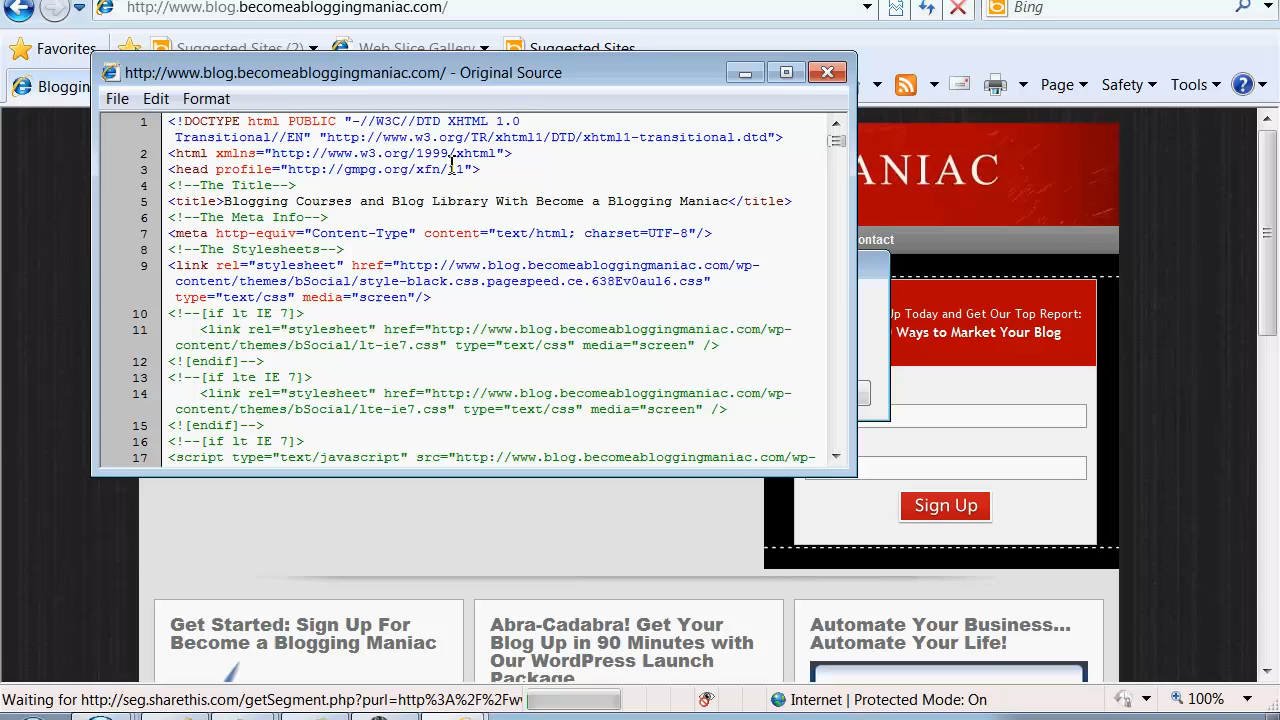 http://www.blog.becomeabloggingmaniac.com/
Bing
Favorites
Suggested Sites (2)
Web Slice Gallery
Suggested Sites
Bloggin
Page
Safety
Tools
http://www.blog.becomeabloggingmaniac.com/ - Original Source
File Edit Format
1 <!DOCTYPE html PUBLIC "-//W3C//DTD XHTML 1.0
Transitional//EN" "http://www.w3.org/TR/xhtml1/DTD/xhtml1-transitional.dtd">
2 <html xmlns="http://www.w3.org/1999/xhtml">
3 <head profile="http://gmpg.org/xfn/11">
4 <!--The Title-->
5 <title>Blogging Courses and Blog Library With Become a Blogging Maniac</title>
6 <!--The Meta Info-->
7 <meta http-equiv="Content-Type" content="text/html; charset=UTF-8"/>
8 <!--The Stylesheets-->
9 <link rel="stylesheet" href="http://www.blog.becomeabloggingmaniac.com/wp-
content/themes/bSocial/style-black.css.pagespeed.ce.638Ev0aul6.css"
type="text/css" media="screen"/>
10 <!--[if lt IE 7]>
11 <link rel="stylesheet" href="http://www.blog.becomeabloggingmaniac.com/wp-
content/themes/bSocial/lt-ie7.css" type="text/css" media="screen" />
12 <![endif]-->
13 <!--[if lte IE 7]>
14 <link rel="stylesheet" href="http://www.blog.becomeabloggingmaniac.com/wp-
content/themes/bSocial/lte-ie7.css" type="text/css" media="screen" />
15 <![endif]-->
16 <!--[if lt IE 7]>
17 <script type="text/javascript" src="http://www.blog.becomeabloggingmaniac.com/wp-
ANIAC
ontact
Up Today and Get Our Top Report:
Ways to Market Your Blog
Sign Up
Get Started: Sign Up For
Become a Blogging Maniac
Abra-Cadabra! Get Your
Blog Up in 90 Minutes with
Our WordPress Launch
Package
Automate Your Business...
Automate Your Life!
Waiting for http://seg.sharethis.com/getSegment.php?purl=http%3A%2F%2Fw
Internet | Protected Mode: On
100%